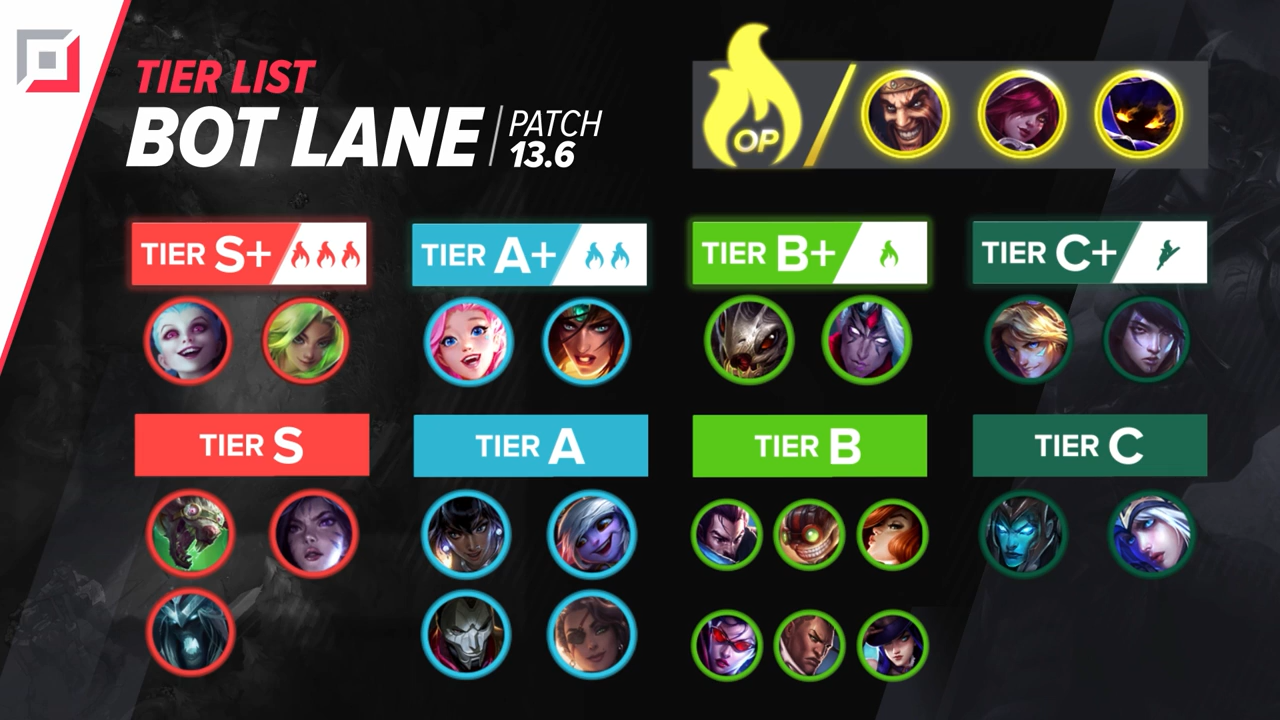 TIER LIST
BOT LANE
PATCH
13.6
OP
TIER S+
TIER A+
TIER B+
TIER C+
TIER S
TIER A
TIER B
TIER C